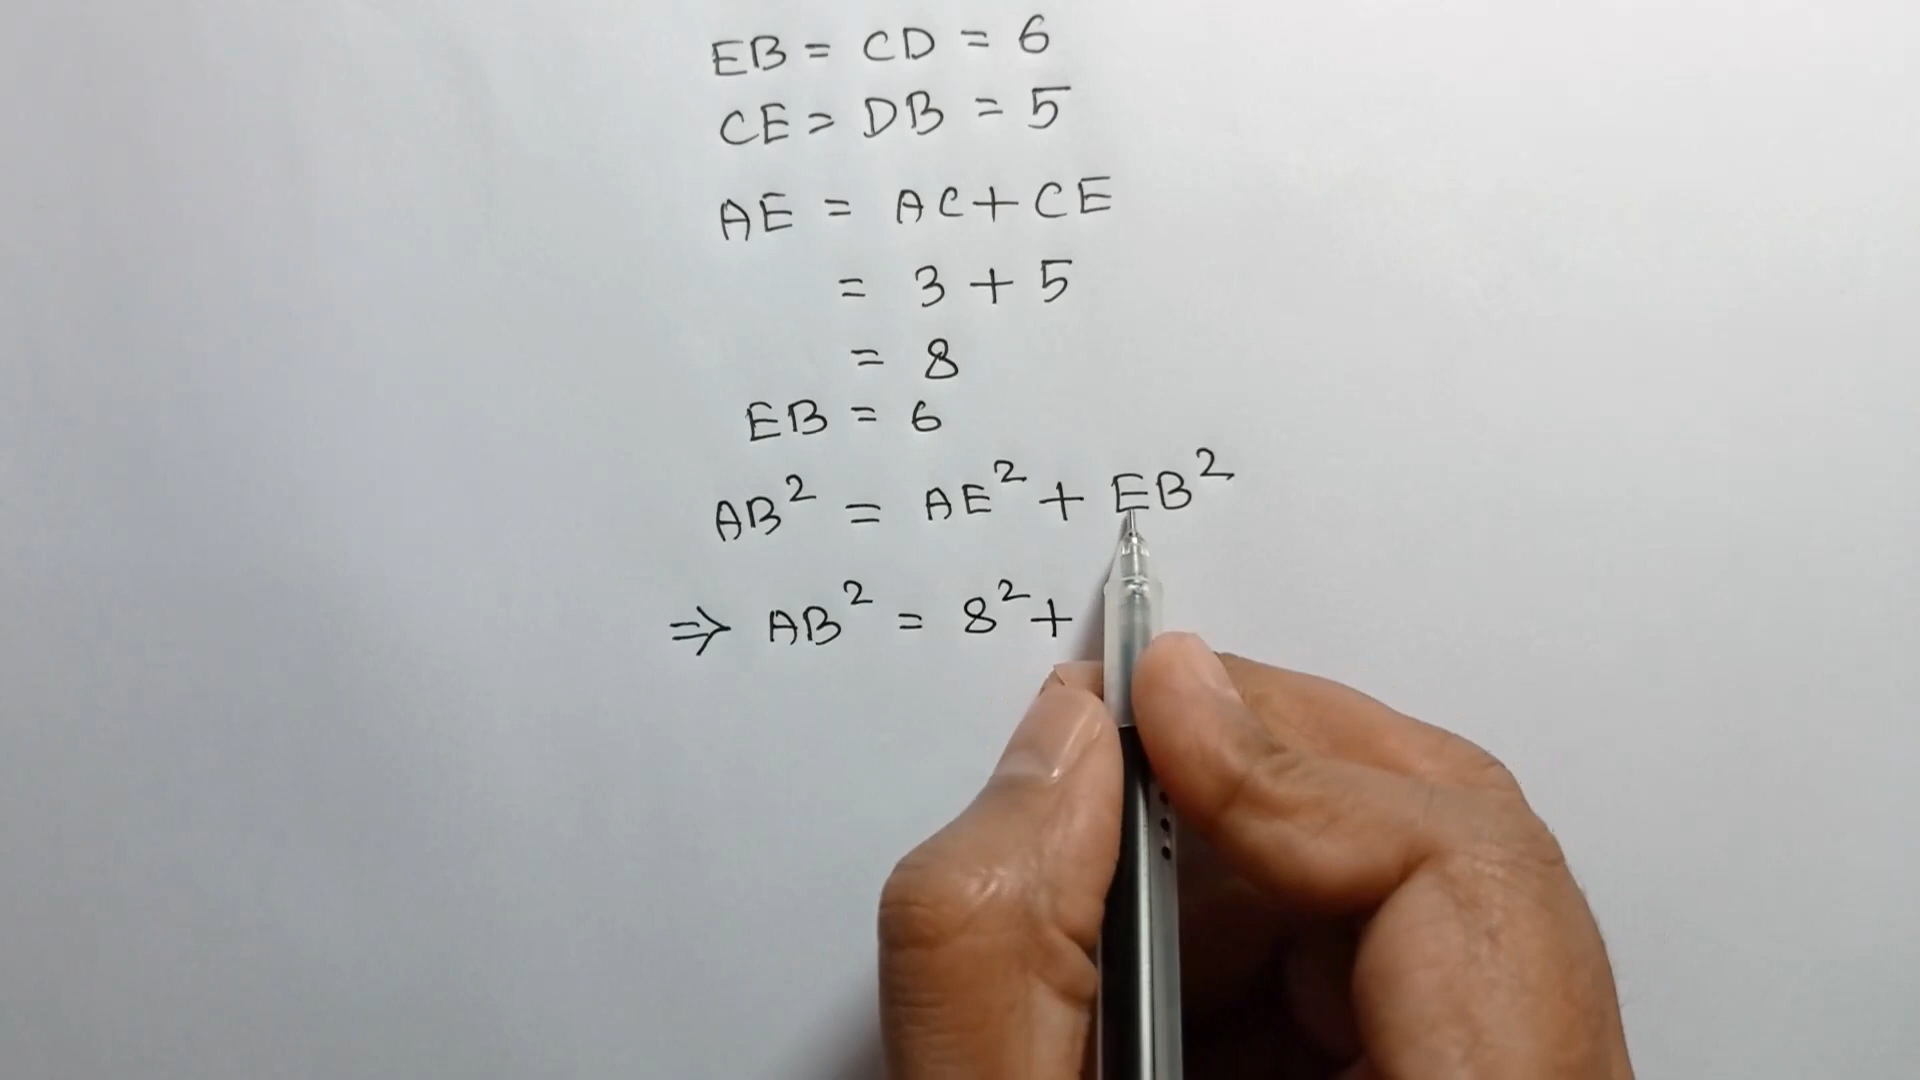 EB = CD = 6
CE = DB = 5
AE = AC + CE
= 3 + 5
= 8
EB = 6
AB² = AE² + EB²
⇒ AB² = 8² +